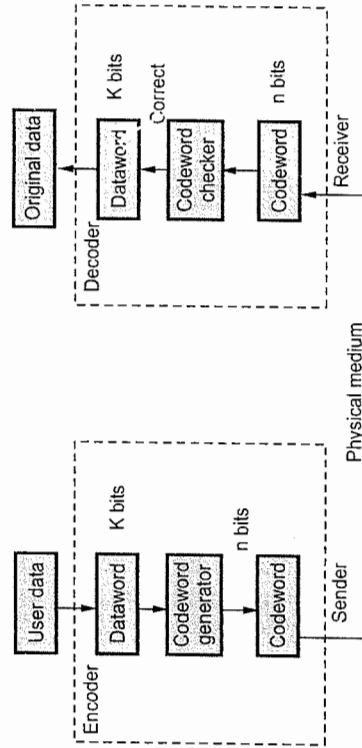 User data
Encoder
Dataword
K bits
Codeword
generator
n bits
Codeword
Sender
Physical medium
Original data
Decoder
Dataword
K bits
Correct
Codeword
checker
Codeword
n bits
Receiver